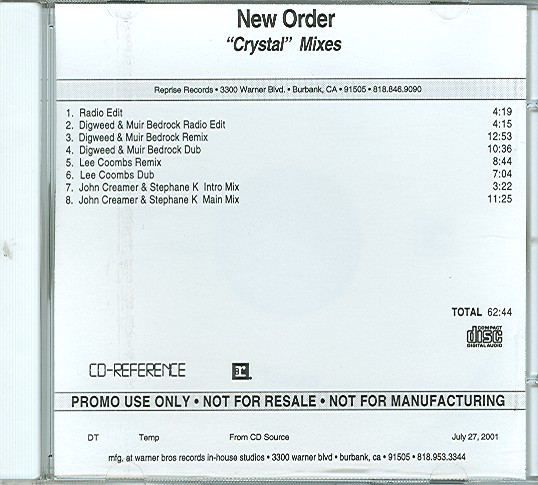 New Order
"Crystal" Mixes
Reprise Records • 3300 Warner Blvd. • Burbank, CA • 91505 • 818.846.9090
1. Radio Edit 4:19
2. Digweed & Muir Bedrock Radio Edit 4:15
3. Digweed & Muir Bedrock Remix 12:53
4. Digweed & Muir Bedrock Dub 10:36
5. Lee Coombs Remix 8:44
6. Lee Coombs Dub 7:04
7. John Creamer & Stephane K Intro Mix 3:22
8. John Creamer & Stephane K Main Mix 11:25
TOTAL 62:44
COMPACT
disc
DIGITAL AUDIO
CD-REFERENCE
PROMO USE ONLY • NOT FOR RESALE • NOT FOR MANUFACTURING
DT Temp From CD Source July 27, 2001
mfg. at warner bros records in-house studios • 3300 warner blvd • burbank, ca • 91505 • 818.953.3344